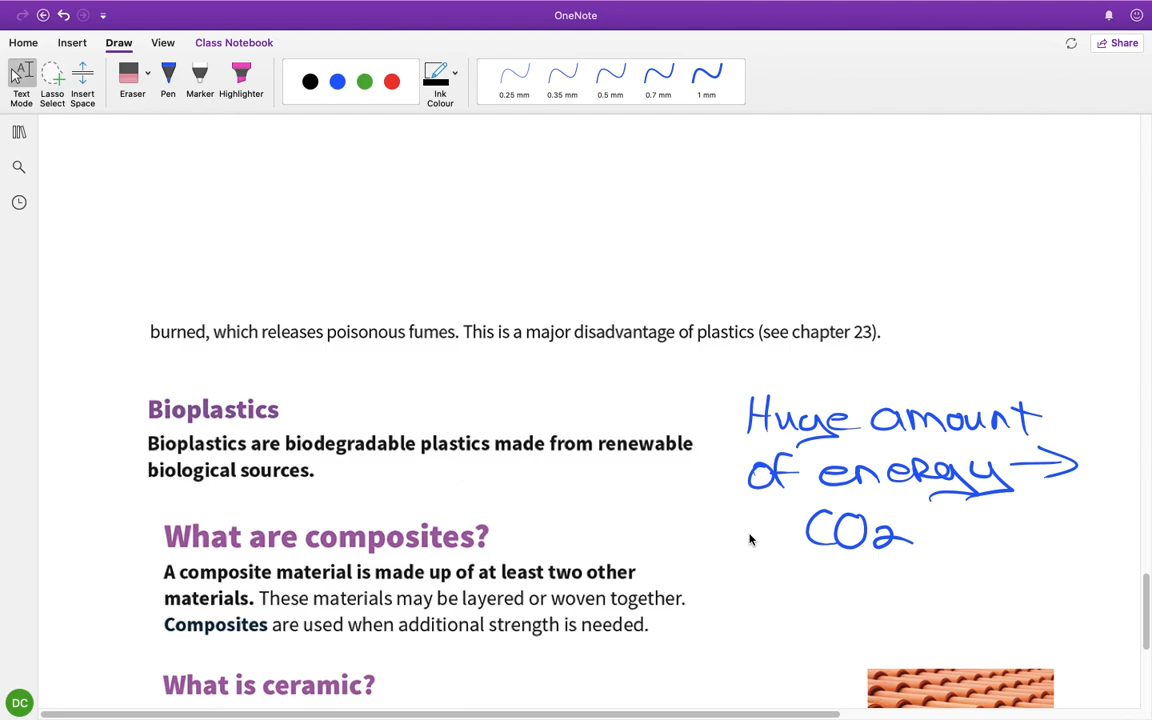 OneNote
Home Insert Draw View Class Notebook
Share
Text Mode
Lasso Select
Insert Space
Eraser
Pen
Marker
Highlighter
Ink Colour
0.25 mm
0.35 mm
0.5 mm
0.7 mm
1 mm
burned, which releases poisonous fumes. This is a major disadvantage of plastics (see chapter 23).
Bioplastics
Bioplastics are biodegradable plastics made from renewable
biological sources.
Huge amount
of energy →
CO2
What are composites?
A composite material is made up of at least two other
materials. These materials may be layered or woven together.
Composites are used when additional strength is needed.
What is ceramic?
DC